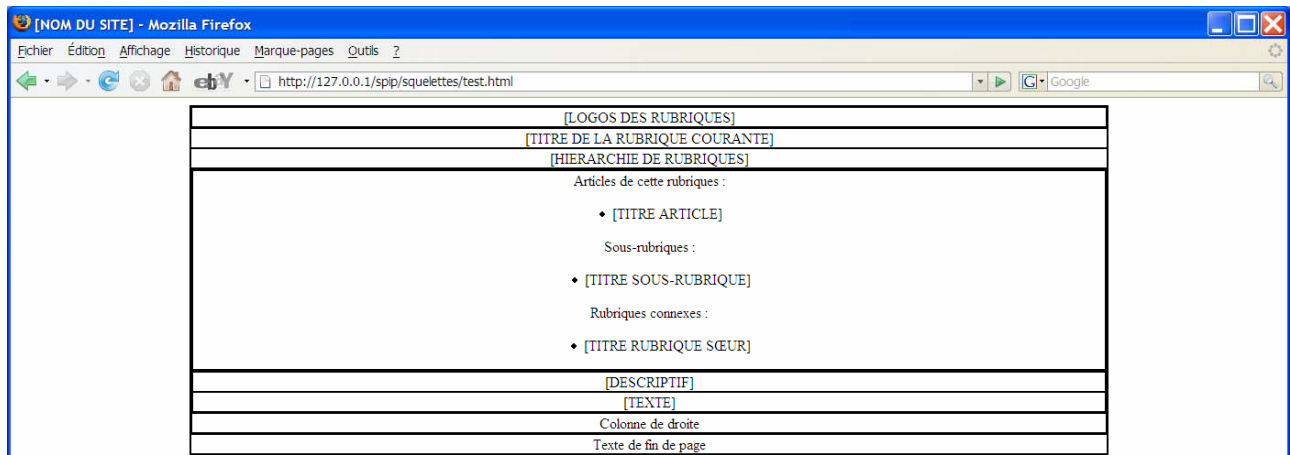 [NOM DU SITE] - Mozilla Firefox
Fichier Édition Affichage Historique Marque-pages Outils ?
ebY http://127.0.0.1/spip/squelettes/test.html G Google
[LOGOS DES RUBRIQUES]
[TITRE DE LA RUBRIQUE COURANTE]
[HIERARCHIE DE RUBRIQUES]
Articles de cette rubriques :
• [TITRE ARTICLE]
Sous-rubriques :
• [TITRE SOUS-RUBRIQUE]
Rubriques connexes :
• [TITRE RUBRIQUE SŒUR]
[DESCRIPTIF]
[TEXTE]
Colonne de droite
Texte de fin de page